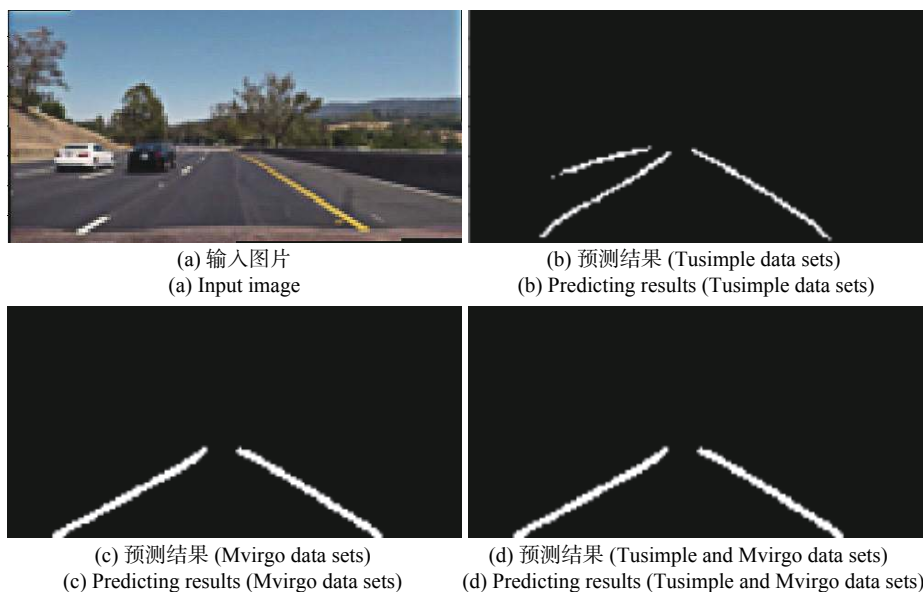 (a) 输入图片
(a) Input image
(b) 预测结果 (Tusimple data sets)
(b) Predicting results (Tusimple data sets)
(c) 预测结果 (Mvirgo data sets)
(c) Predicting results (Mvirgo data sets)
(d) 预测结果 (Tusimple and Mvirgo data sets)
(d) Predicting results (Tusimple and Mvirgo data sets)